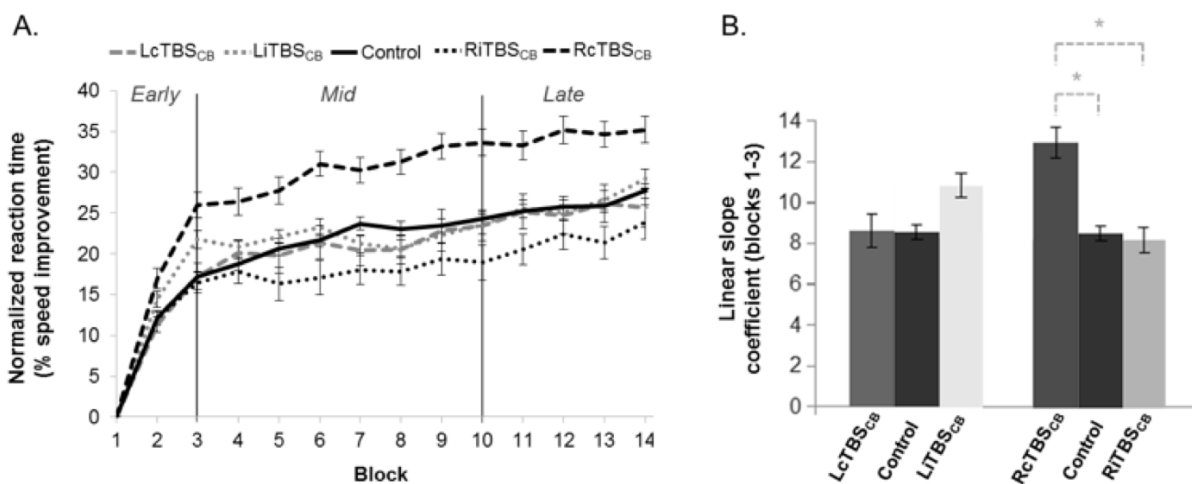 A.
LcTBSCB LiTBSCB Control RiTBSCB RcTBSCB
Early Mid Late
Normalized reaction time
(% speed improvement)
40
35
30
25
20
15
10
5
0
1 2 3 4 5 6 7 8 9 10 11 12 13 14
Block
B.
*
*
Linear slope
coefficient (blocks 1-3)
14
12
10
8
6
4
2
0
LcTBSCB
Control
LiTBSCB
RcTBSCB
Control
RiTBSCB